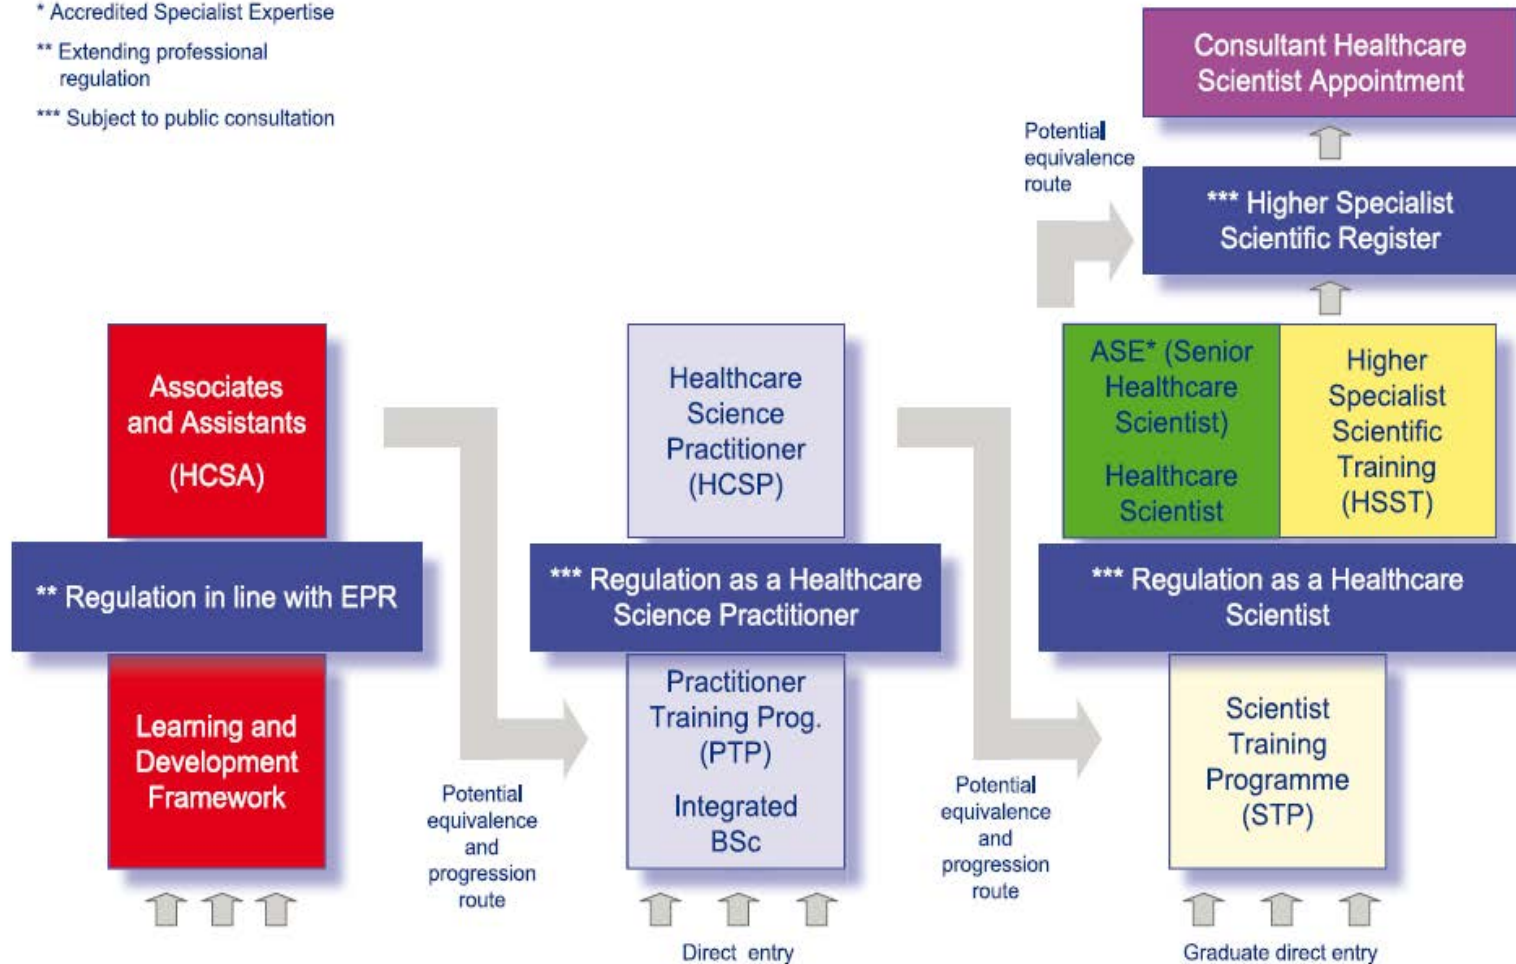 * Accredited Specialist Expertise
** Extending professional
regulation
*** Subject to public consultation
Consultant Healthcare
Scientist Appointment
Potential
equivalence
route
*** Higher Specialist
Scientific Register
Associates
and Assistants
(HCSA)
Healthcare
Science
Practitioner
(HCSP)
ASE* (Senior
Healthcare
Scientist)
Healthcare
Scientist
Higher
Specialist
Scientific
Training
(HSST)
** Regulation in line with EPR
*** Regulation as a Healthcare
Science Practitioner
*** Regulation as a Healthcare
Scientist
Learning and
Development
Framework
Potential
equivalence
and
progression
route
Practitioner
Training Prog.
(PTP)
Integrated
BSc
Potential
equivalence
and
progression
route
Scientist
Training
Programme
(STP)
Direct entry
Graduate direct entry